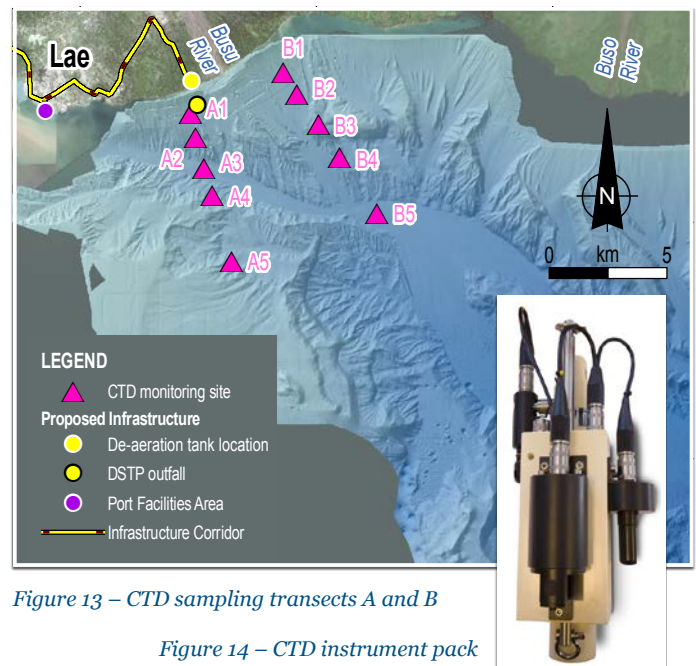 Lae
Busu
River
Buso
River
B1
B2
B3
B4
B5
A1
A2
A3
A4
A5
N
0 km 5
LEGEND
CTD monitoring site
Proposed Infrastructure
De-aeration tank location
DSTP outfall
Port Facilities Area
Infrastructure Corridor
Figure 13 – CTD sampling transects A and B
Figure 14 – CTD instrument pack